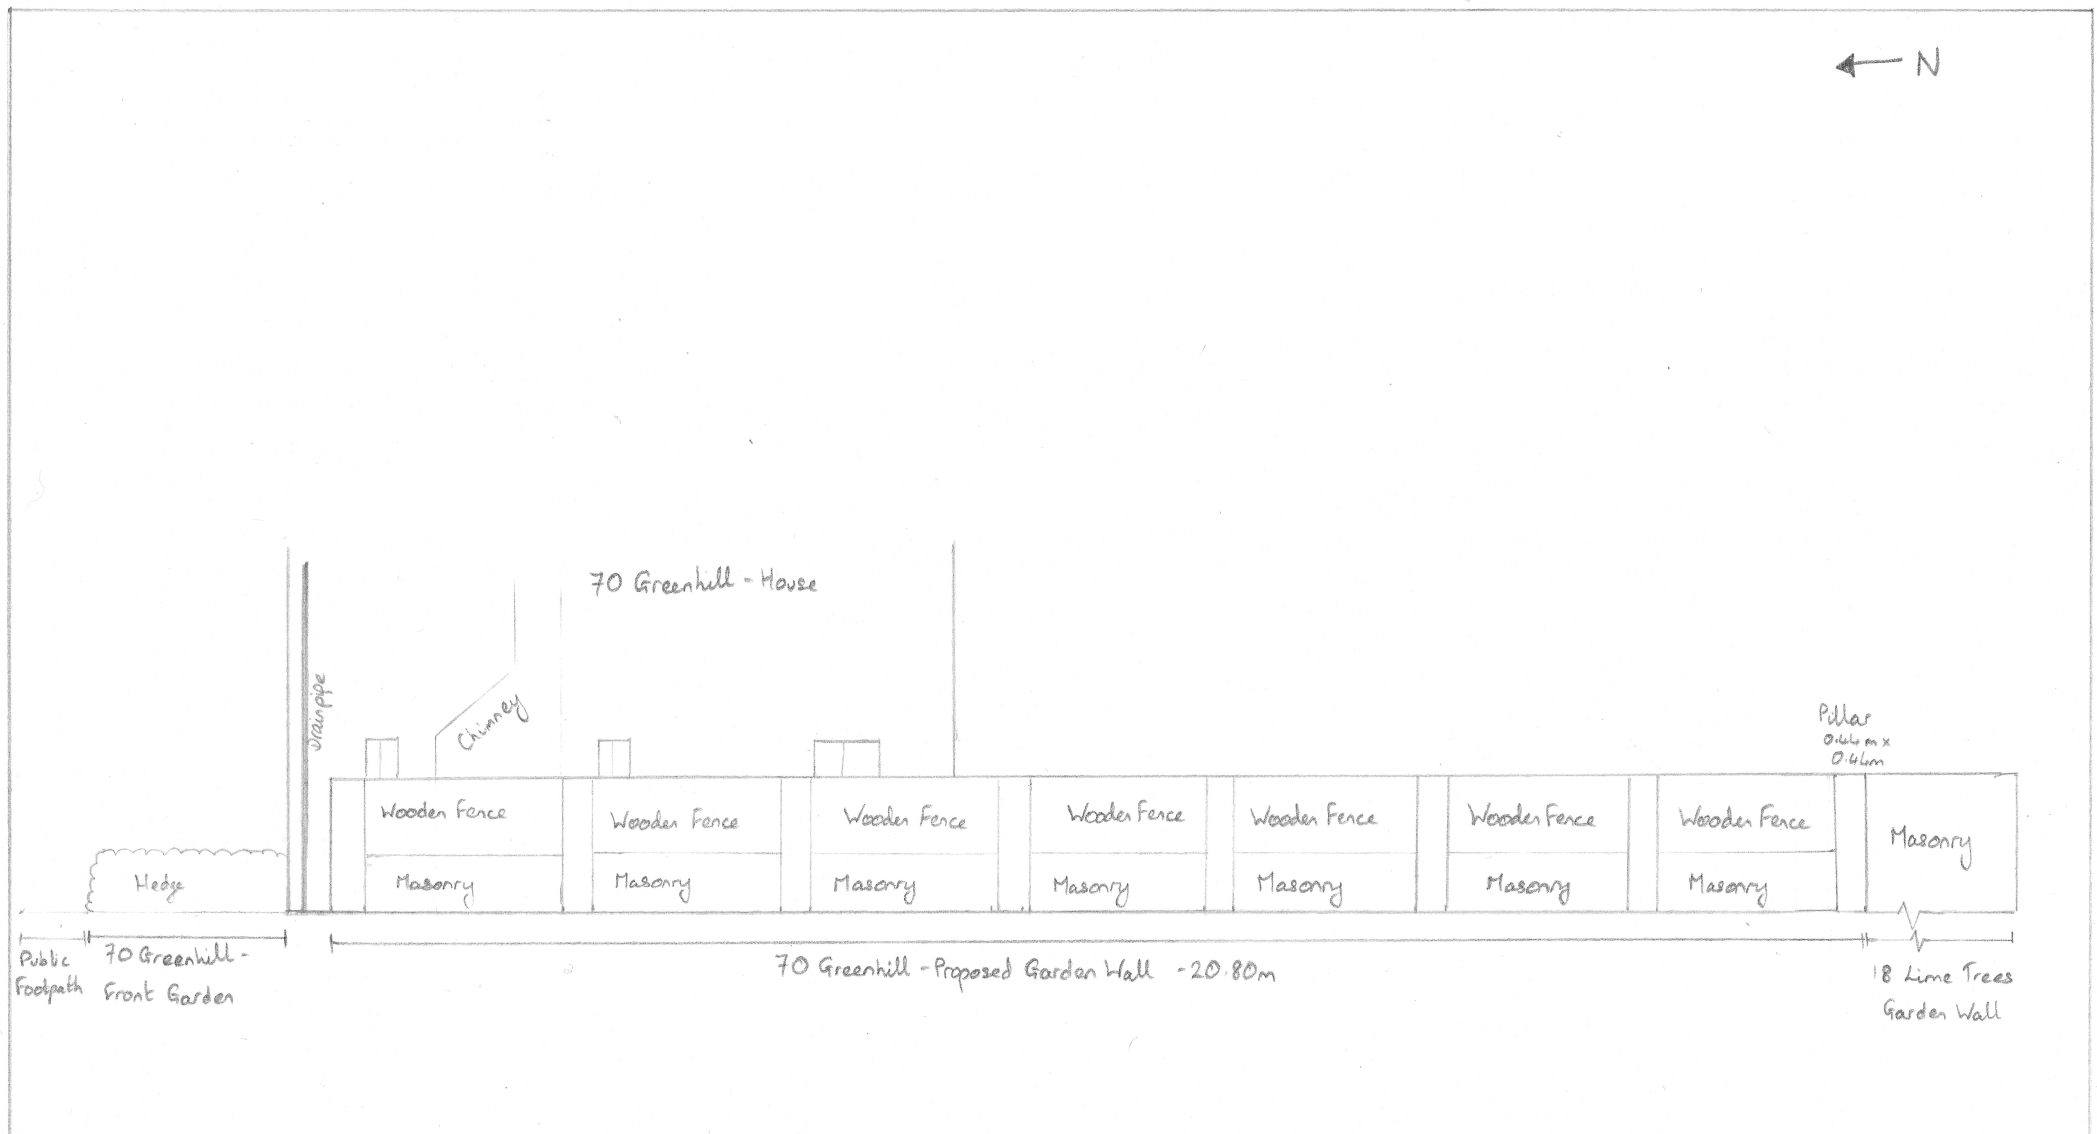 N
70 Greenhill - House
Drainpipe
Chimney
Pillar
0.44m x
0.44m
Wooden Fence
Wooden Fence
Wooden Fence
Wooden Fence
Wooden Fence
Wooden Fence
Wooden Fence
Masonry
Hedge
Masonry
Masonry
Masonry
Masonry
Masonry
Masonry
Masonry
Public
Footpath
70 Greenhill -
Front Garden
70 Greenhill - Proposed Garden Wall - 20.80m
18 Lime Trees
Garden Wall